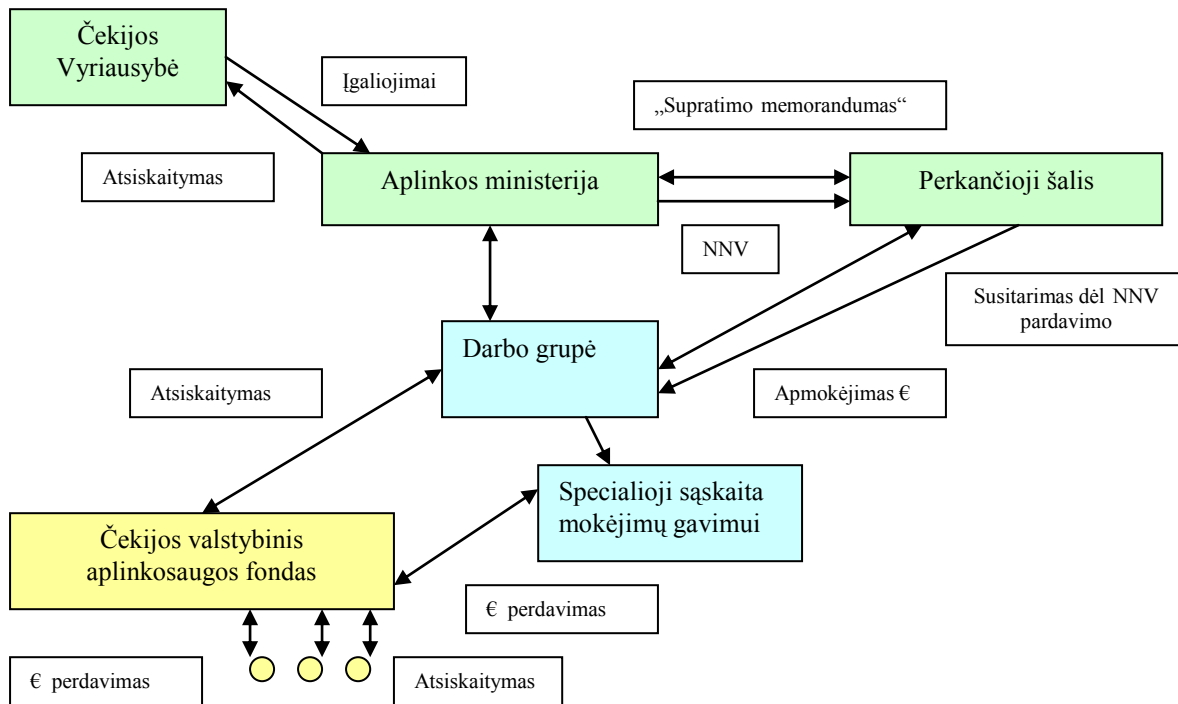 Čekijos
Vyriausybė
Įgaliojimai
„Supratimo memorandumas“
Atsiskaitymas
Aplinkos ministerija
Perkančioji šalis
NNV
Susitarimas dėl NNV
pardavimo
Darbo grupė
Atsiskaitymas
Apmokėjimas €
Specialioji sąskaita
mokėjimų gavimui
Čekijos valstybinis
aplinkosaugos fondas
€ perdavimas
€ perdavimas
Atsiskaitymas